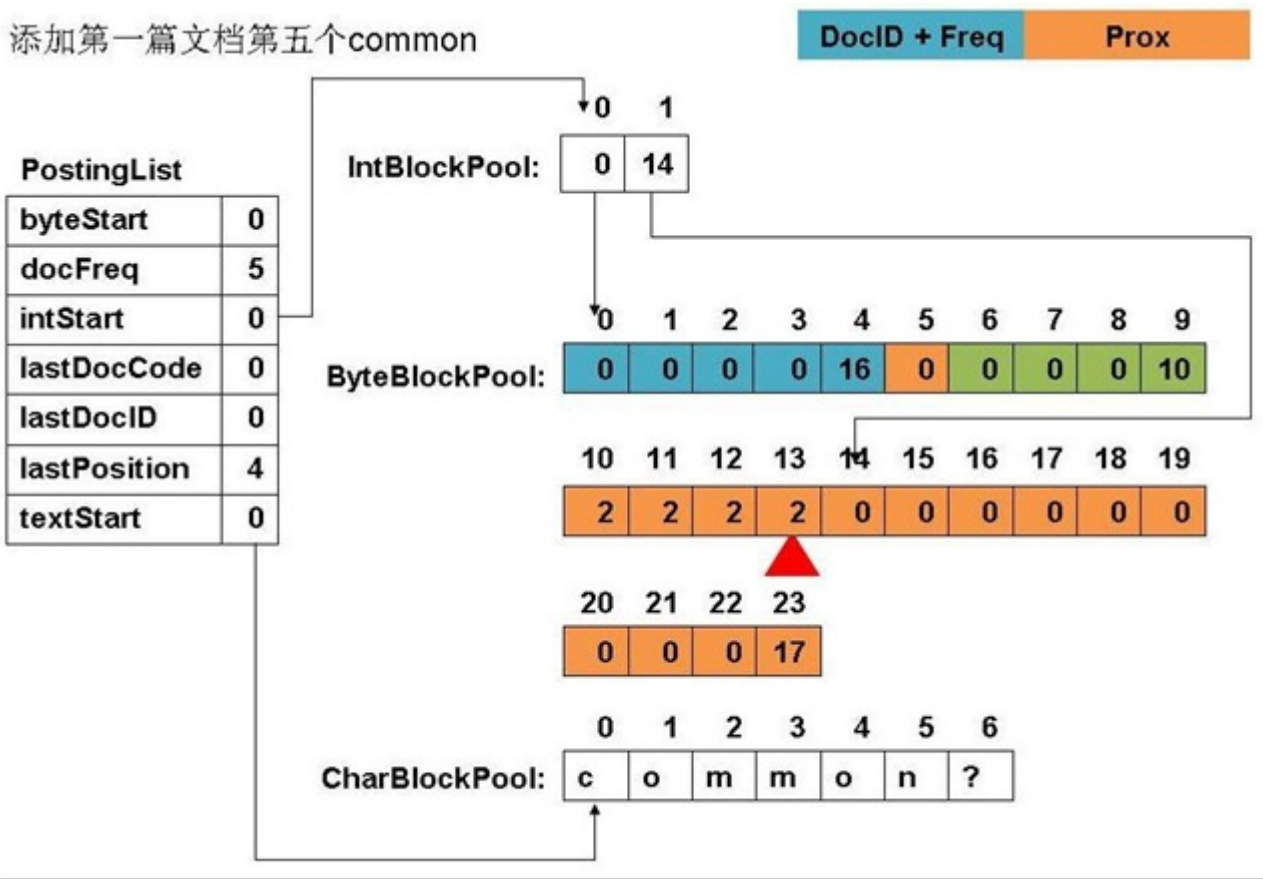 添加第一篇文档第五个common
DocID + Freq Prox
0 1
IntBlockPool: 0 14
PostingList
byteStart 0
docFreq 5
intStart 0
lastDocCode 0
lastDocID 0
lastPosition 4
textStart 0
0 1 2 3 4 5 6 7 8 9
ByteBlockPool: 0 0 0 0 16 0 0 0 0 10
10 11 12 13 14 15 16 17 18 19
2 2 2 2 0 0 0 0 0 0
20 21 22 23
0 0 0 17
0 1 2 3 4 5 6
CharBlockPool: c o m m o n ?